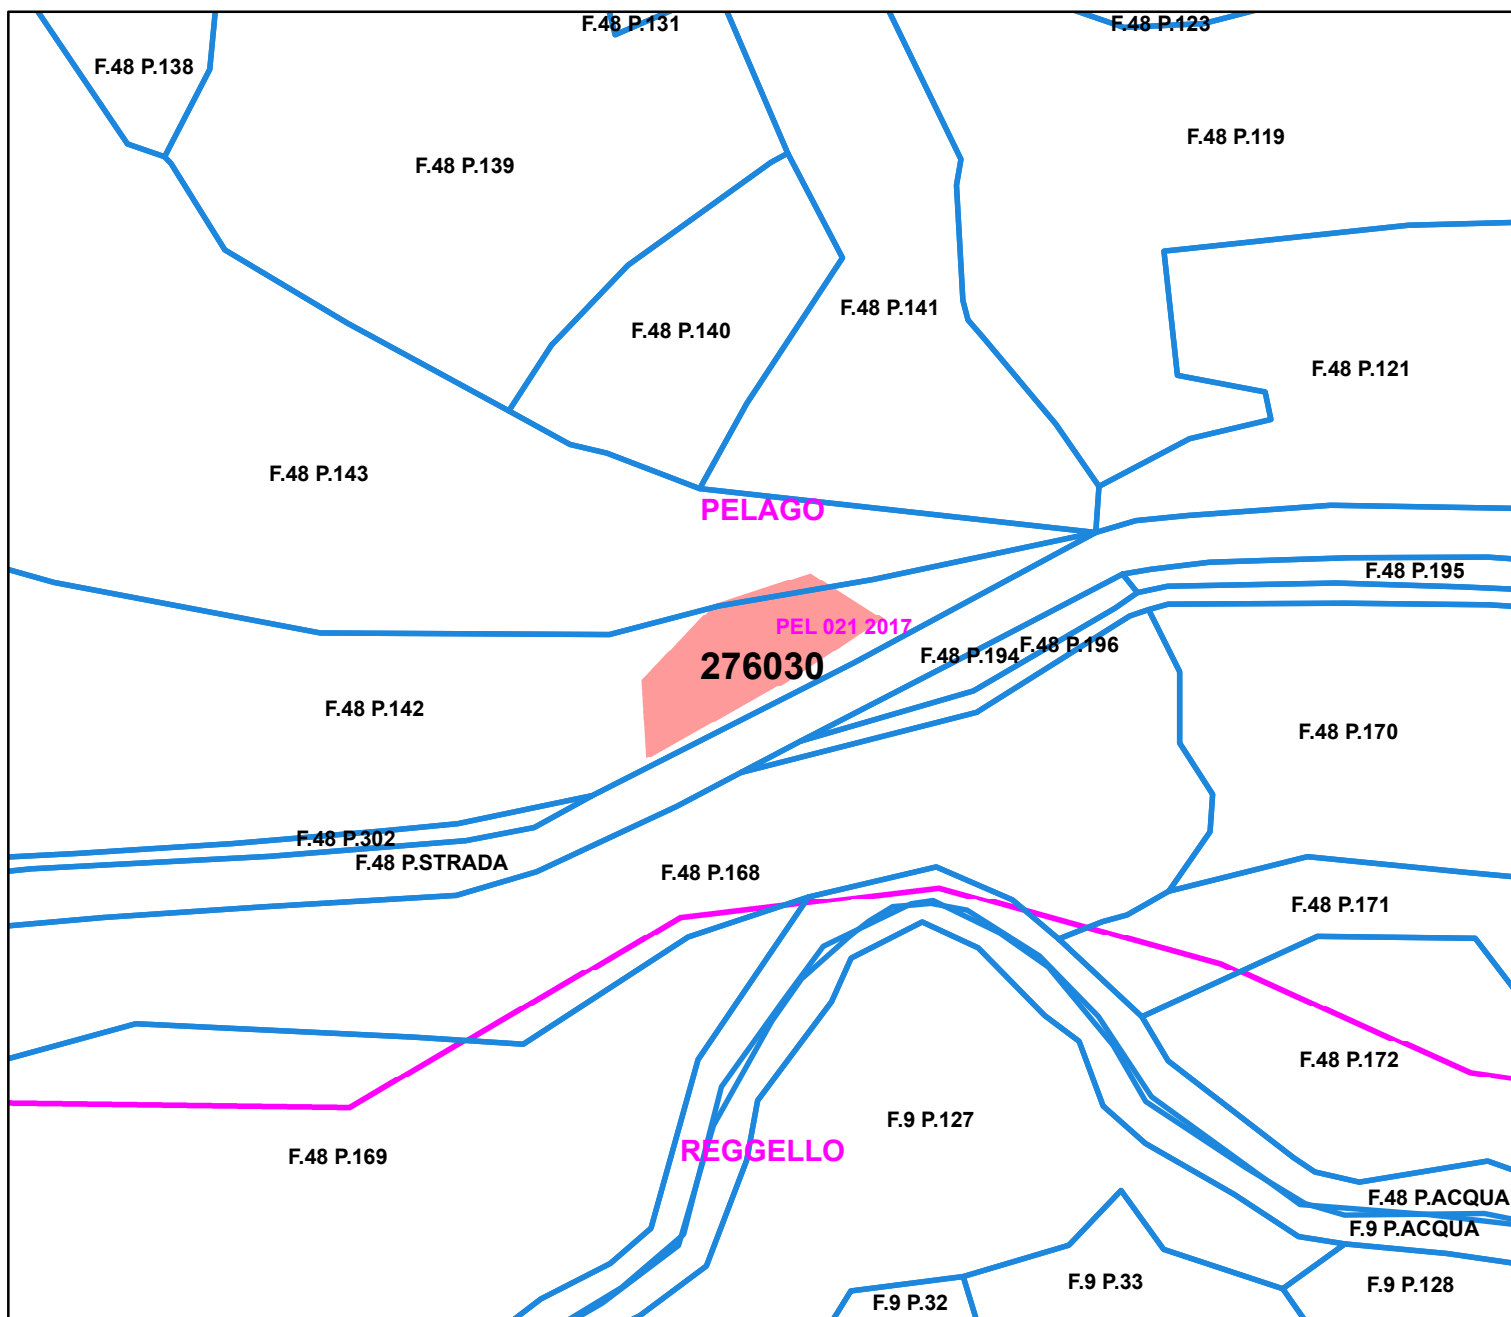 F.48 P.131
F.48 P.123
F.48 P.138
F.48 P.119
F.48 P.139
F.48 P.141
F.48 P.140
F.48 P.121
F.48 P.143
PELAGO
F.48 P.195
PEL 021 2017
F.48 P.196
F.48 P.194
276030
F.48 P.142
F.48 P.170
F.48 P.302
F.48 P.STRADA
F.48 P.168
F.48 P.171
F.48 P.172
F.9 P.127
REGGELLO
F.48 P.169
F.48 P.ACQUA
F.9 P.ACQUA
F.9 P.33
F.9 P.128
F.9 P.32